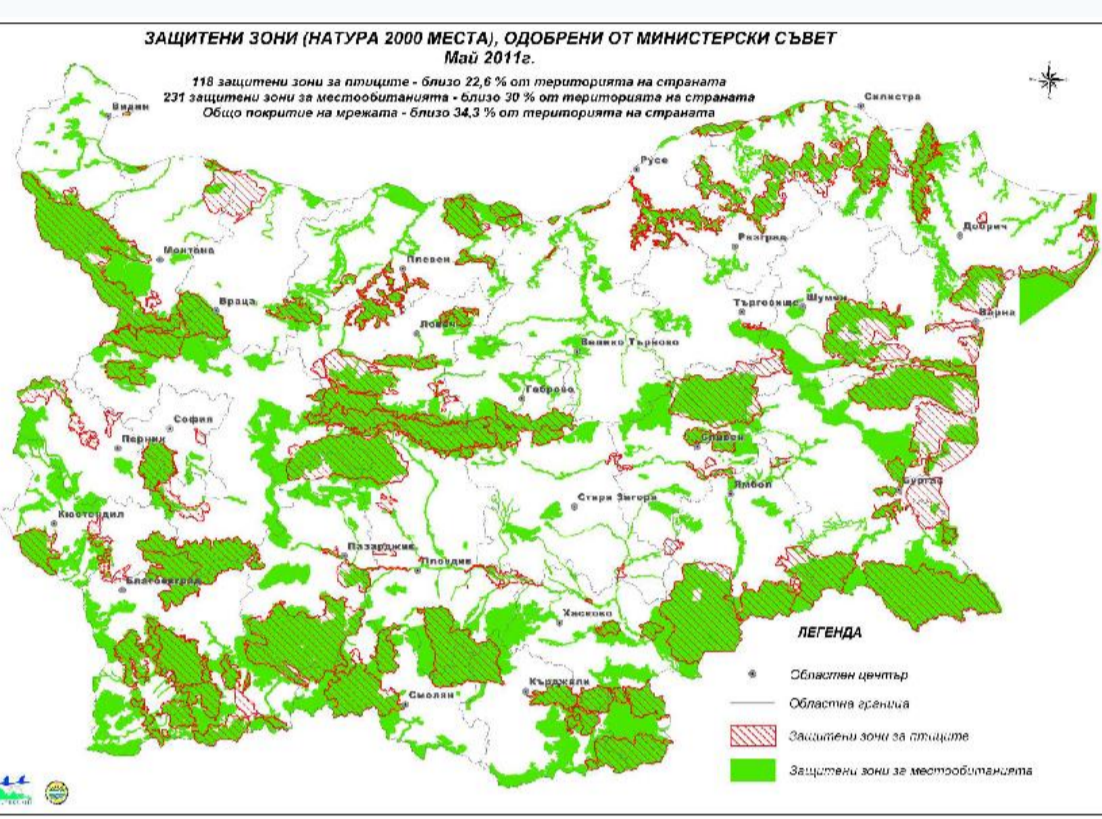 ЗАЩИТЕНИ ЗОНИ (НАТУРА 2000 МЕСТА), ОДОБРЕНИ ОТ МИНИСТЕРСКИ СЪВЕТ
Май 2011г.
118 защитени зони за птиците - близо 22,6 % от територията на страната
231 защитени зони за местообитанията - близо 30 % от територията на страната
Общо покритие на мрежата - близо 34,3 % от територията на страната
Видин
Силистра
Русе
Добрич
Разград
Монтана
Плевен
Враца
Търговище
Шумен
Варна
Ловеч
Велико Търново
Габрово
София
Перник
Сливен
Ямбол
Бургас
Стара Загора
Кюстендил
Пазарджик
Пловдив
Благоевград
Хасково
Кърджали
Смолян
ЛЕГЕНДА
Областен център
Областна граница
Защитени зони за птиците
Защитени зони за местообитанията